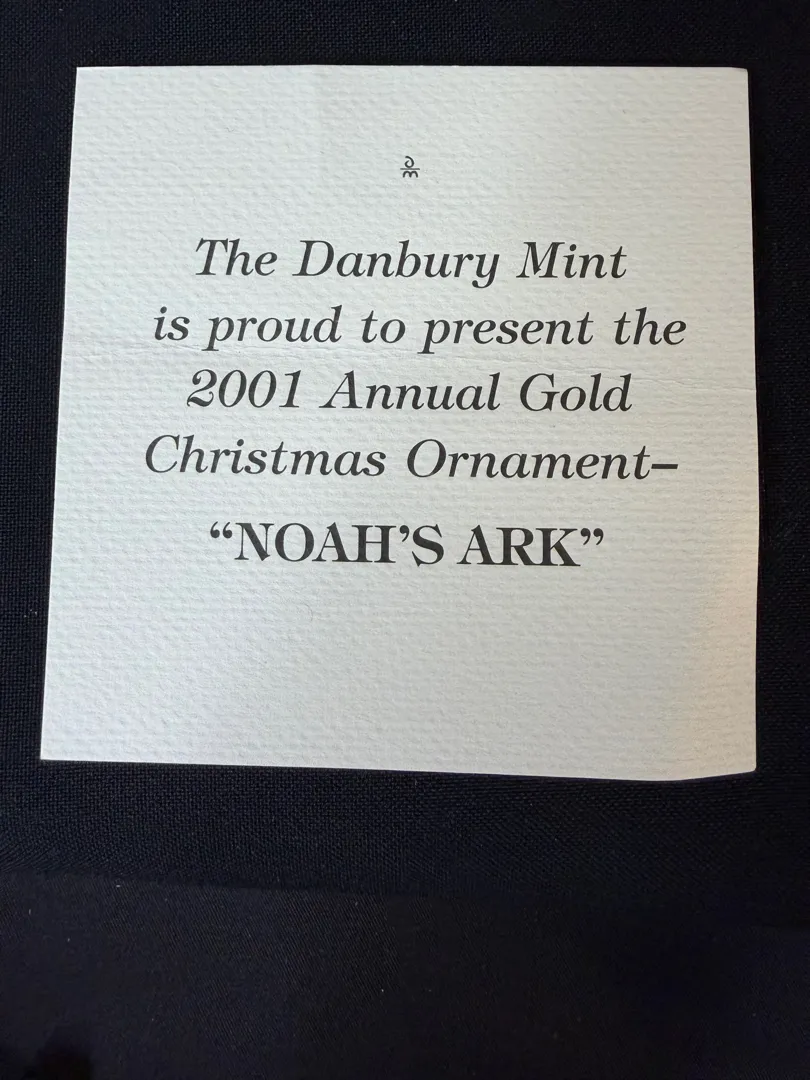 The Danbury Mint
is proud to present the
2001 Annual Gold
Christmas Ornament–
“NOAH’S ARK”